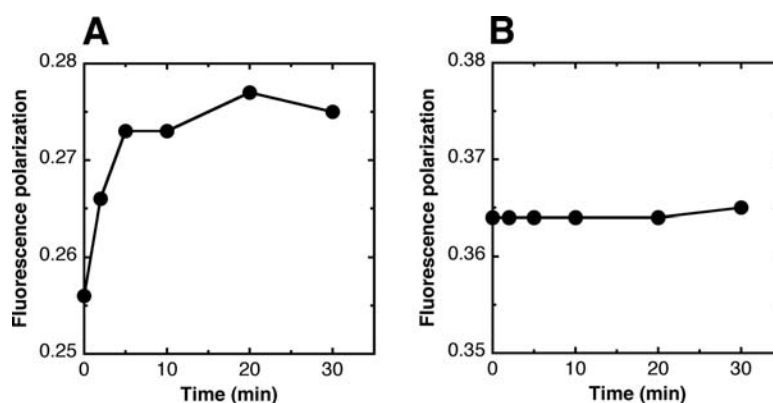 A
Fluorescence polarization
0.28
0.27
0.26
0.25
0
10
20
30
Time (min)
B
Fluorescence polarization
0.38
0.37
0.36
0.35
0
10
20
30
Time (min)